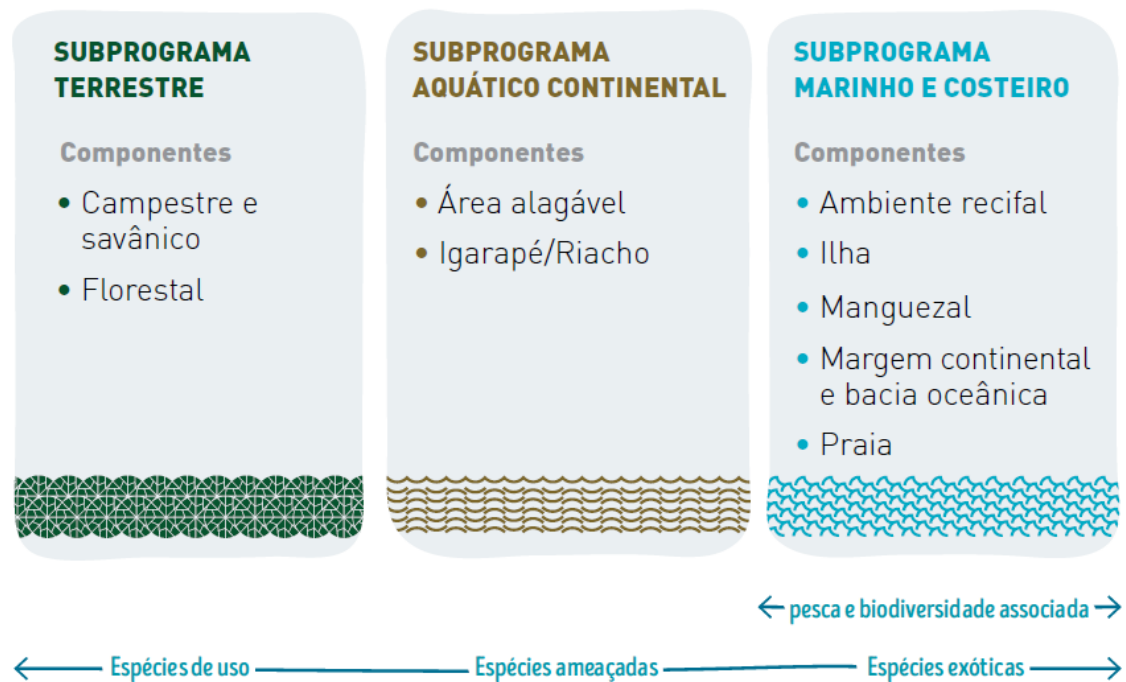 SUBPROGRAMA
TERRESTRE
Componentes
• Campestre e
savânico
• Florestal
SUBPROGRAMA
AQUÁTICO CONTINENTAL
Componentes
• Área alagável
• Igarapé/Riacho
SUBPROGRAMA
MARINHO E COSTEIRO
Componentes
• Ambiente recifal
• Ilha
• Manguezal
• Margem continental
e bacia oceânica
• Praia
pesca e biodiversidade associada
Espécies de uso Espécies ameaçadas Espécies exóticas